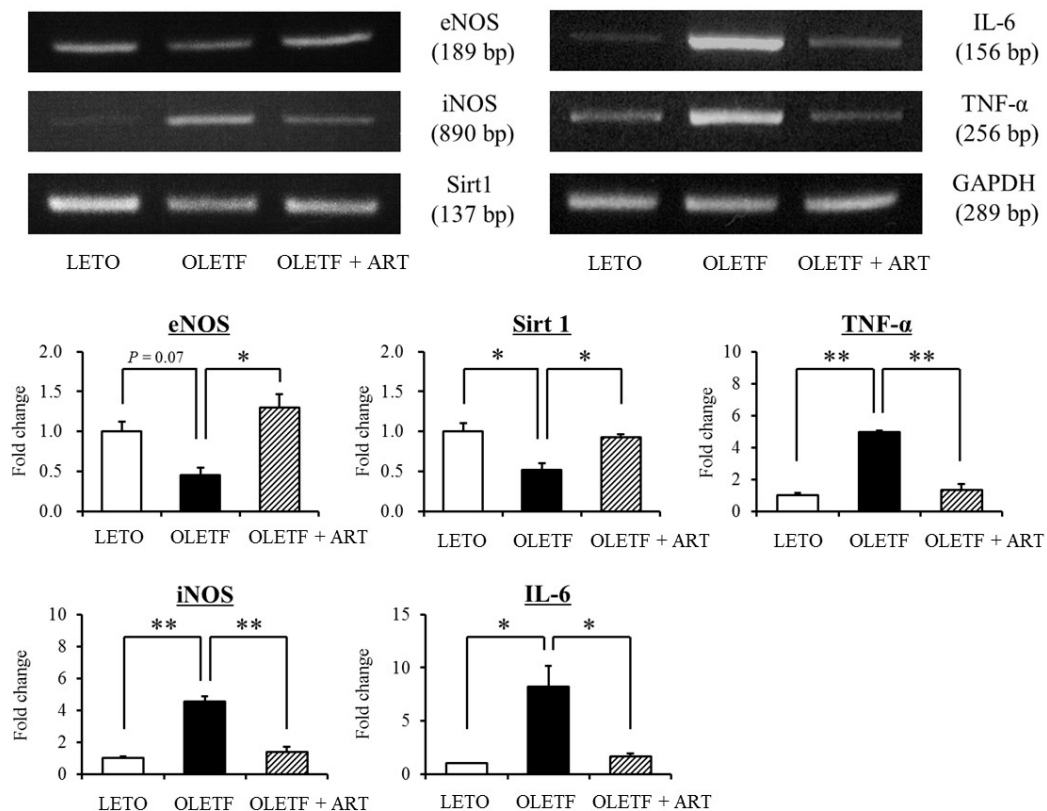 eNOS
(189 bp)
IL-6
(156 bp)
iNOS
(890 bp)
TNF-α
(256 bp)
Sirt1
(137 bp)
GAPDH
(289 bp)
LETO OLETF OLETF + ART
LETO OLETF OLETF + ART
eNOS
Fold change
2.0
1.5
1.0
0.5
0.0
P = 0.07
*
LETO OLETF OLETF + ART
Sirt 1
Fold change
2.0
1.5
1.0
0.5
0.0
* *
LETO OLETF OLETF + ART
TNF-α
Fold change
10
8
6
4
2
0
** **
LETO OLETF OLETF + ART
iNOS
Fold change
10
8
6
4
2
0
** **
LETO OLETF OLETF + ART
IL-6
Fold change
15
10
5
0
* *
LETO OLETF OLETF + ART